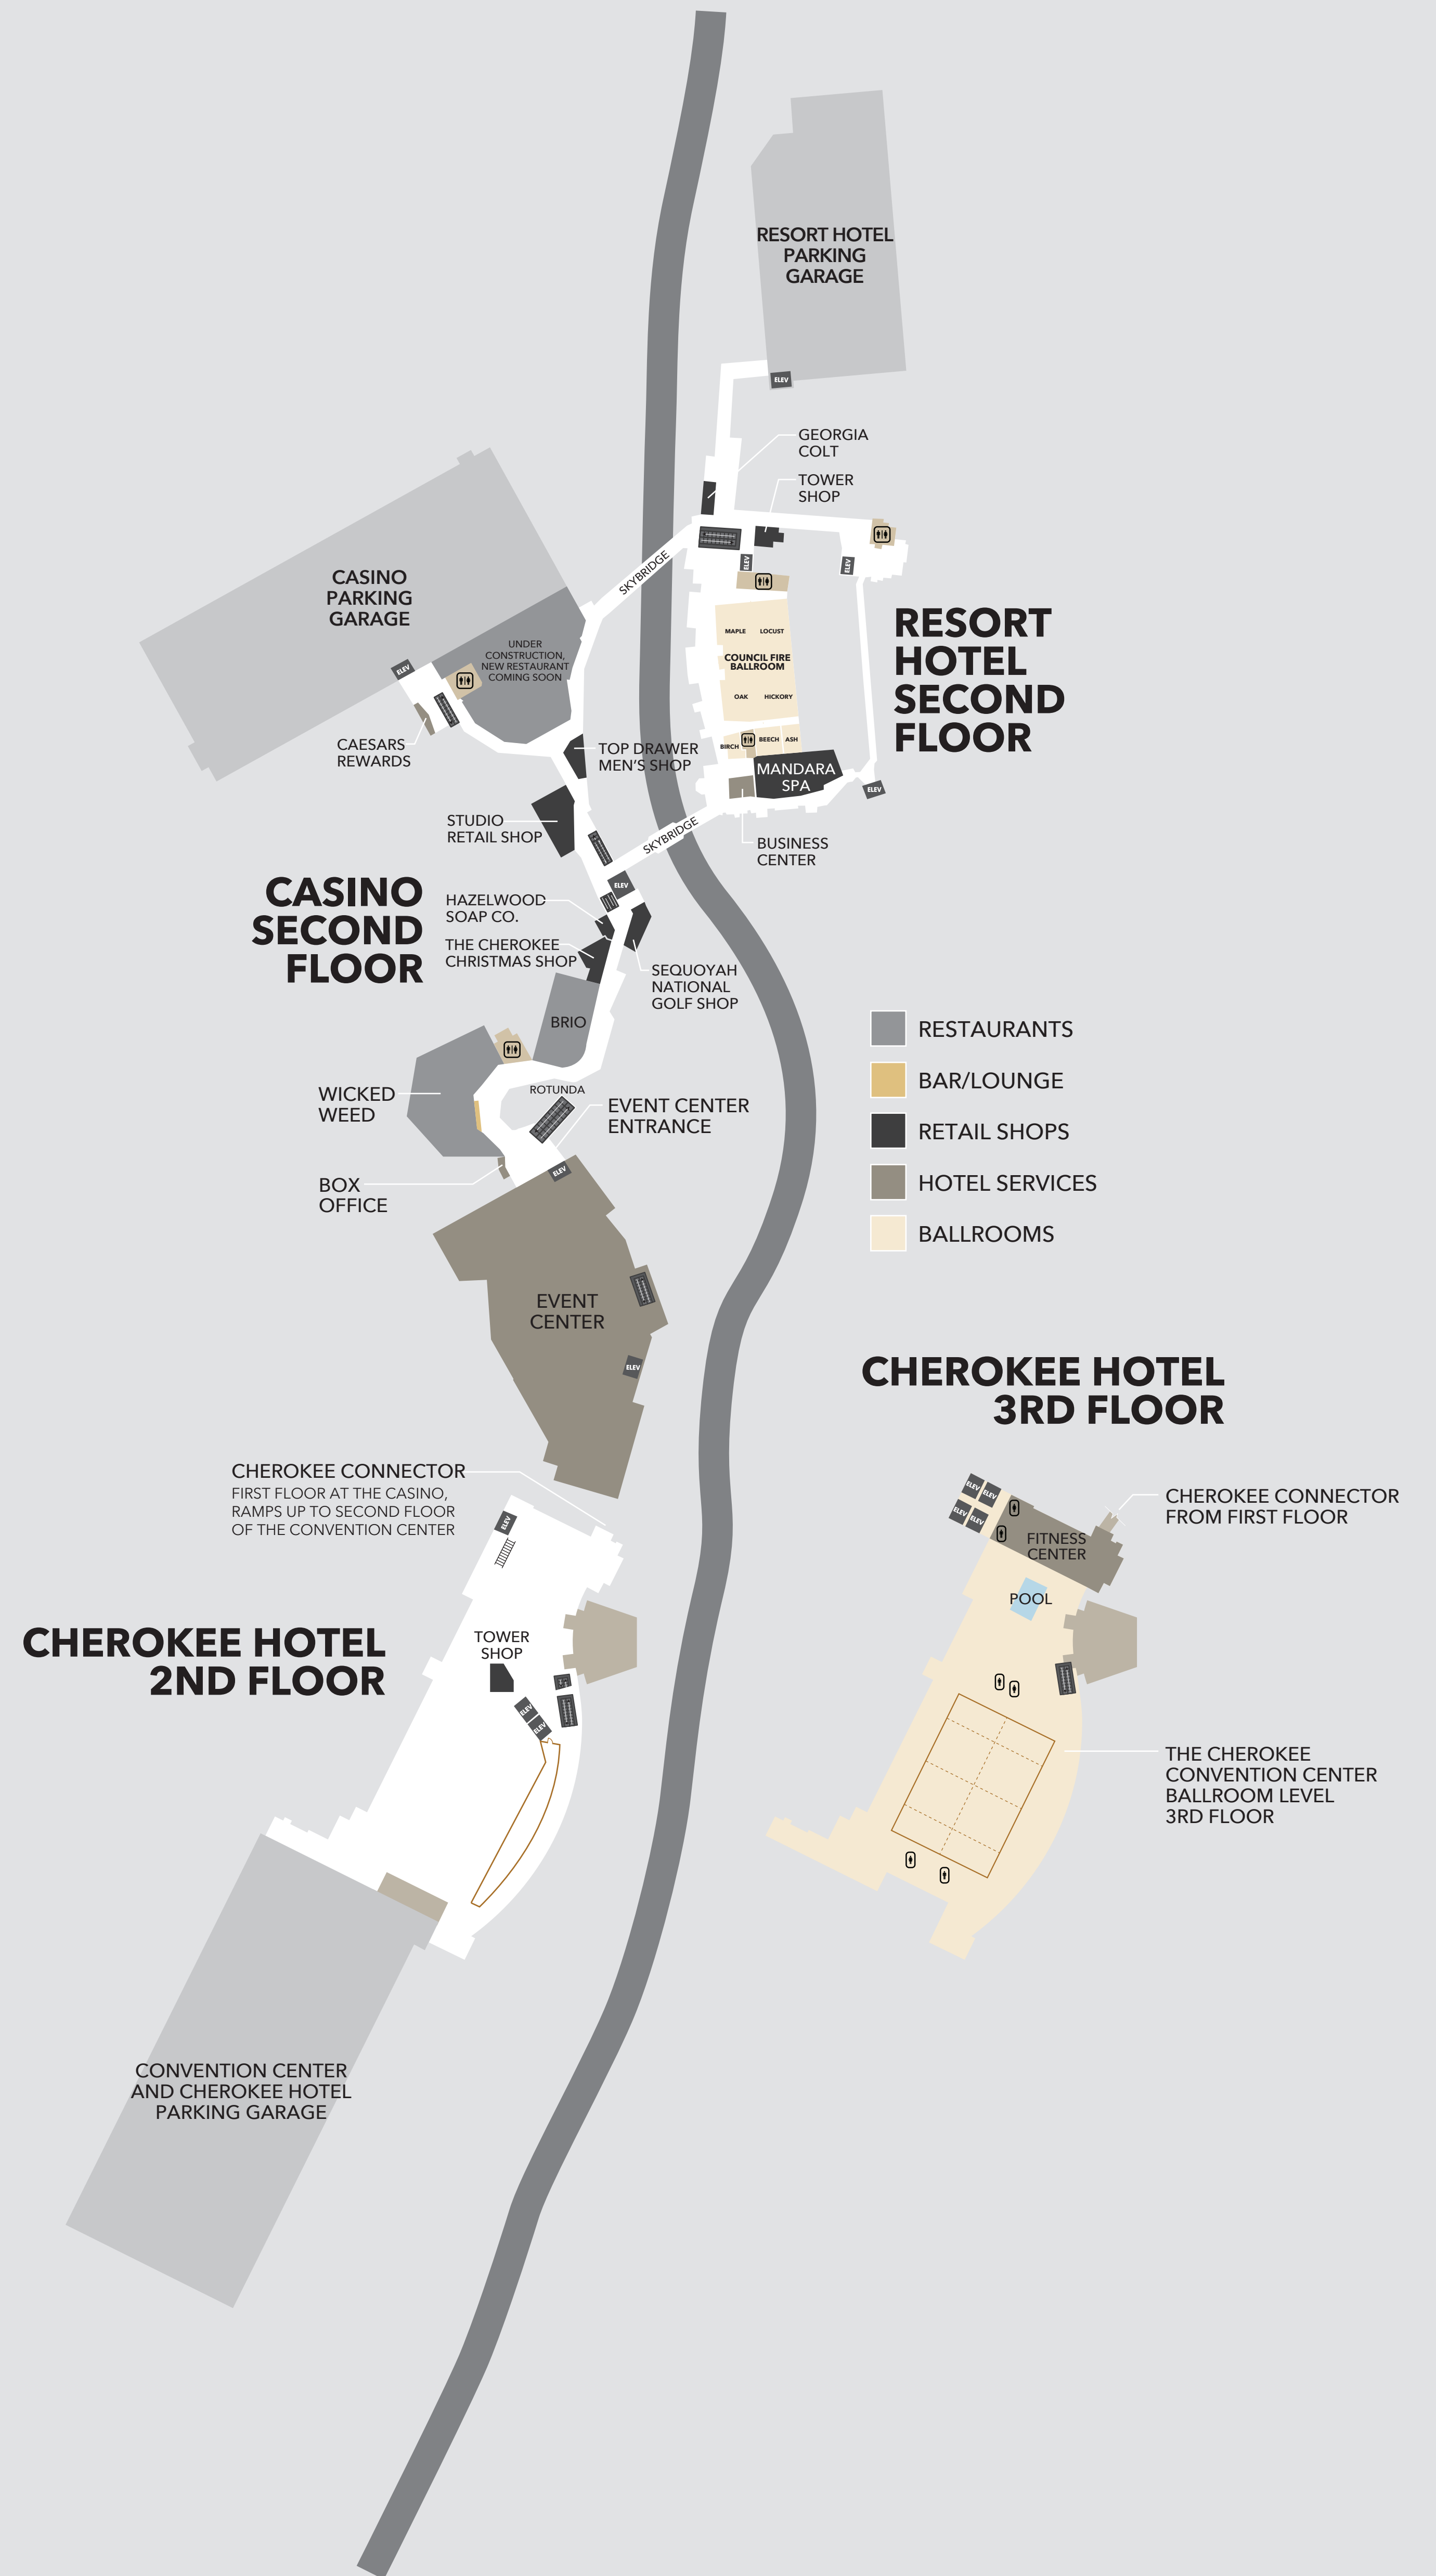 RESORT HOTEL
PARKING
GARAGE
ELEV
GEORGIA
COLT
TOWER
SHOP
SKYBRIDGE
ELEV
ELEV
CASINO
PARKING
GARAGE
UNDER
CONSTRUCTION,
NEW RESTAURANT
COMING SOON
ELEV
MAPLE
LOCUST
COUNCIL FIRE
BALLROOM
OAK
HICKORY
RESORT
HOTEL
SECOND
FLOOR
BIRCH
BEECH
ASH
CAESARS
REWARDS
TOP DRAWER
MEN'S SHOP
MANDARA
SPA
ELEV
STUDIO
RETAIL SHOP
SKYBRIDGE
BUSINESS
CENTER
ELEV
CASINO
SECOND
FLOOR
HAZELWOOD
SOAP CO.
THE CHEROKEE
CHRISTMAS SHOP
SEQUOYAH
NATIONAL
GOLF SHOP
BRIO
RESTAURANTS
BAR/LOUNGE
RETAIL SHOPS
HOTEL SERVICES
BALLROOMS
WICKED
WEED
ROTUNDA
EVENT CENTER
ENTRANCE
ELEV
BOX
OFFICE
EVENT
CENTER
ELEV
CHEROKEE HOTEL
3RD FLOOR
CHEROKEE CONNECTOR
FIRST FLOOR AT THE CASINO,
RAMPS UP TO SECOND FLOOR
OF THE CONVENTION CENTER
ELEV
ELEV
ELEV
ELEV
ELEV
CHEROKEE CONNECTOR
FROM FIRST FLOOR
FITNESS
CENTER
POOL
CHEROKEE HOTEL
2ND FLOOR
TOWER
SHOP
ELEV
ELEV
THE CHEROKEE
CONVENTION CENTER
BALLROOM LEVEL
3RD FLOOR
CONVENTION CENTER
AND CHEROKEE HOTEL
PARKING GARAGE